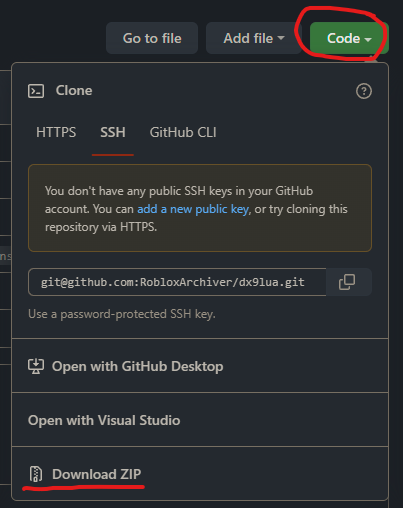 Go to file
Add file
Code
Clone
HTTPS
SSH
GitHub CLI
You don't have any public SSH keys in your GitHub
account. You can add a new public key, or try cloning this
repository via HTTPS.
git@github.com:RobloxArchiver/dx9lua.git
Use a password-protected SSH key.
Open with GitHub Desktop
Open with Visual Studio
Download ZIP